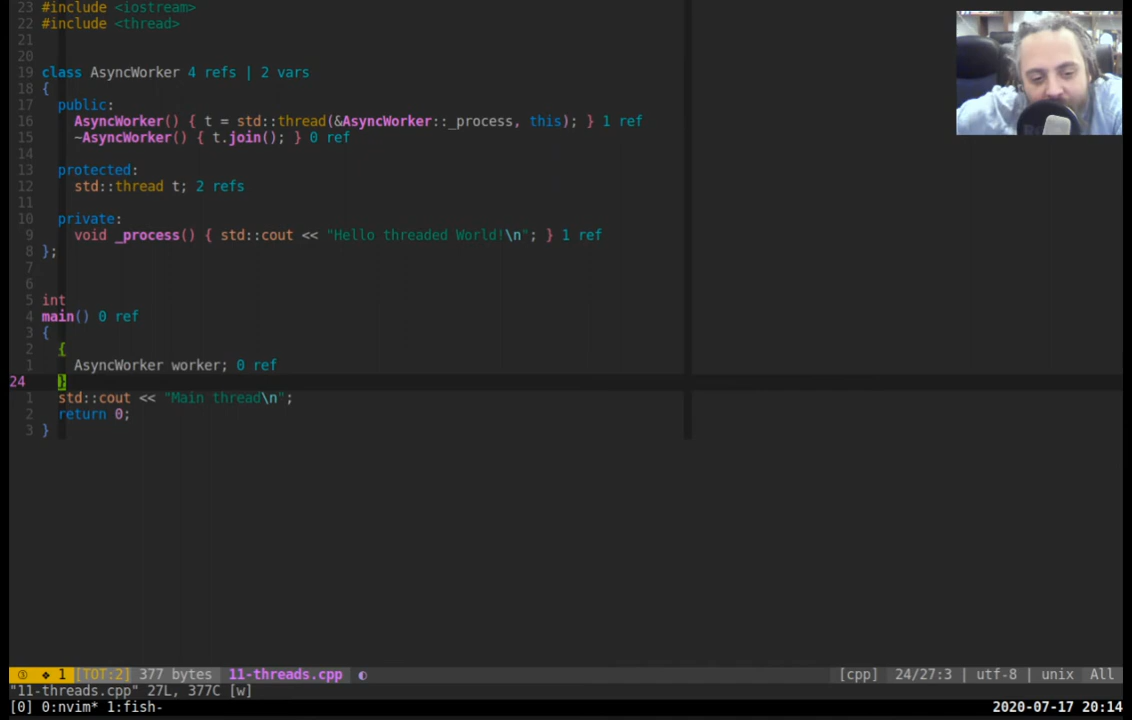 23 #include <iostream>
22 #include <thread>
21
20
19 class AsyncWorker 4 refs | 2 vars
18 {
17 public:
16 AsyncWorker() { t = std::thread(&AsyncWorker::_process, this); } 1 ref
15 ~AsyncWorker() { t.join(); } 0 ref
14
13 protected:
12 std::thread t; 2 refs
11
10 private:
9 void _process() { std::cout << "Hello threaded World!\n"; } 1 ref
8 };
7
6
5 int
4 main() 0 ref
3 {
2 {
1 AsyncWorker worker; 0 ref
24 }
1 std::cout << "Main thread\n";
2 return 0;
3 }
③ ❖ 1 [TOT:2] 377 bytes 11-threads.cpp ◐ [cpp] 24/27:3 | utf-8 | unix All
"11-threads.cpp" 27L, 377C [w]
[0] 0:nvim* 1:fish- 2020-07-17 20:14